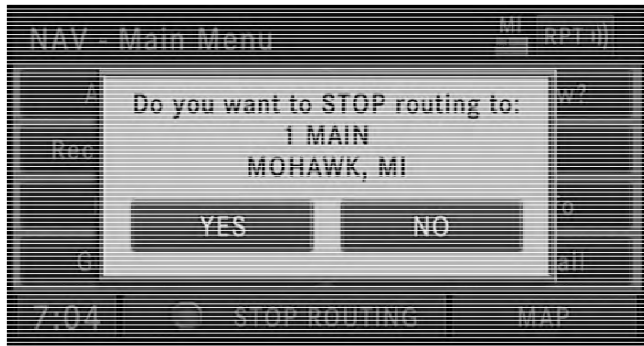 NAV - Main Menu
MI
RPT
Do you want to STOP routing to:
1 MAIN
MOHAWK, MI
YES
NO
7:04
STOP ROUTING
MAP